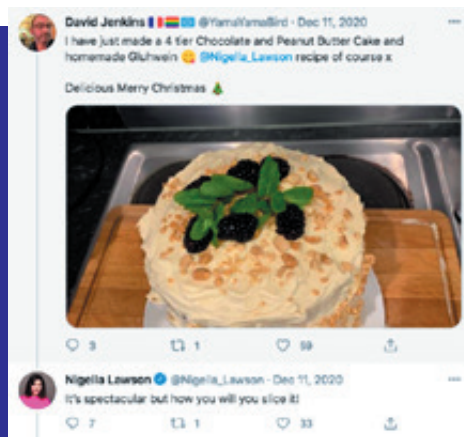 David Jenkins @YamaYamaBird · Dec 11, 2020
I have just made a 4 tier Chocolate and Peanut Butter Cake and
homemade Gluhwein 😋 @Nigella_Lawson recipe of course x
Delicious Merry Christmas 🎄
3 1 59
Nigella Lawson @Nigella_Lawson · Dec 11, 2020
It's spectacular but how you will you slice it!
7 1 33